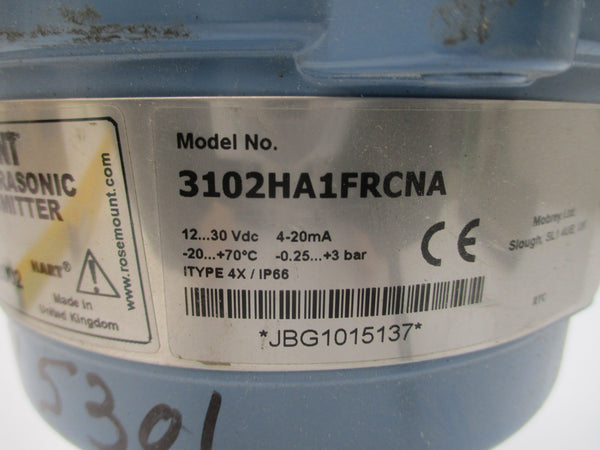 NT
RASONIC
MITTER
HART®
Made in
United Kingdom
www.rosemount.com
Model No.
3102HA1FRCNA
12...30 Vdc 4-20mA
-20...+70°C -0.25...+3 bar
ITYPE 4X / IP66
CE
*JBG1015137*
Mobrey Ltd.
Slough, SL1 4UE, UK
5301